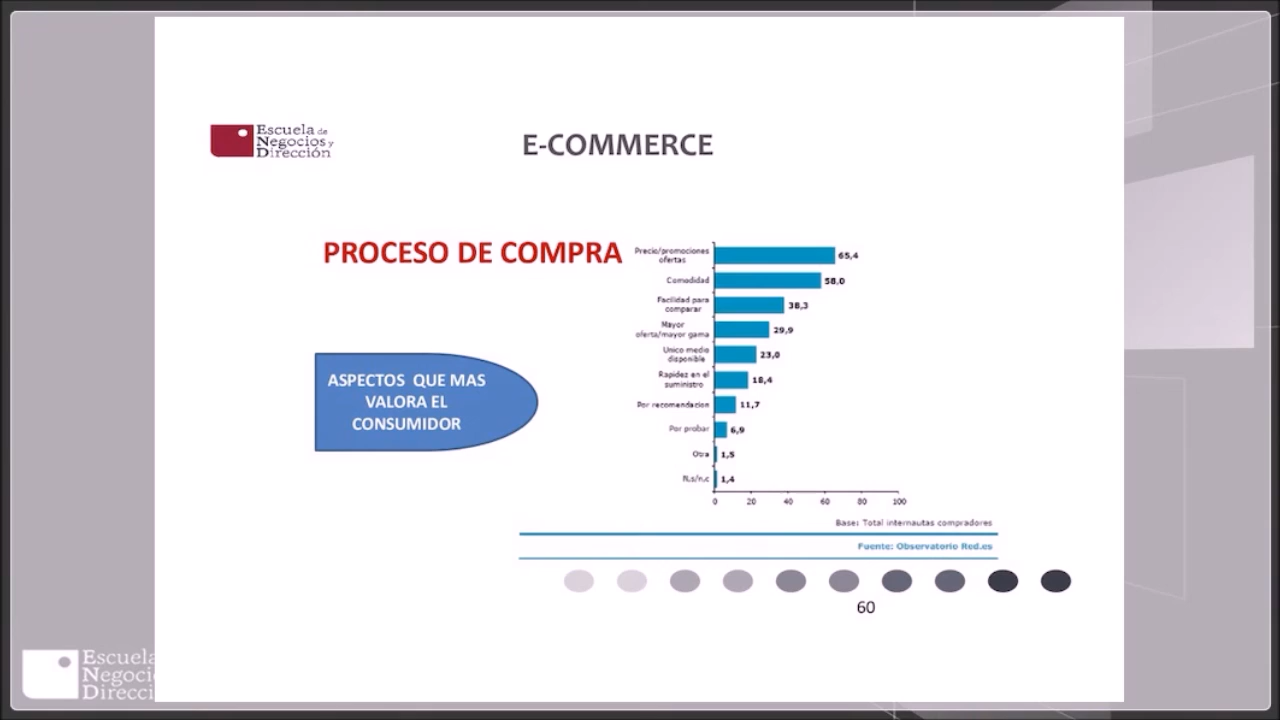 Escuela de
Negocios y
Dirección
E-COMMERCE
PROCESO DE COMPRA
ASPECTOS QUE MAS
VALORA EL
CONSUMIDOR
Precio/promociones
ofertas
65,4
Comodidad
58,0
Facilidad para
comparar
38,3
Mayor
oferta/mayor gama
29,9
Unico medio
disponible
23,0
Rapidez en el
suministro
18,4
Por recomendacion
11,7
Por probar
6,9
Otra
1,5
N.s/n.c
1,4
0 20 40 60 80 100
Base: Total internautas compradores
Fuente: Observatorio Red.es
60
Escuela
Negoci
Direcci